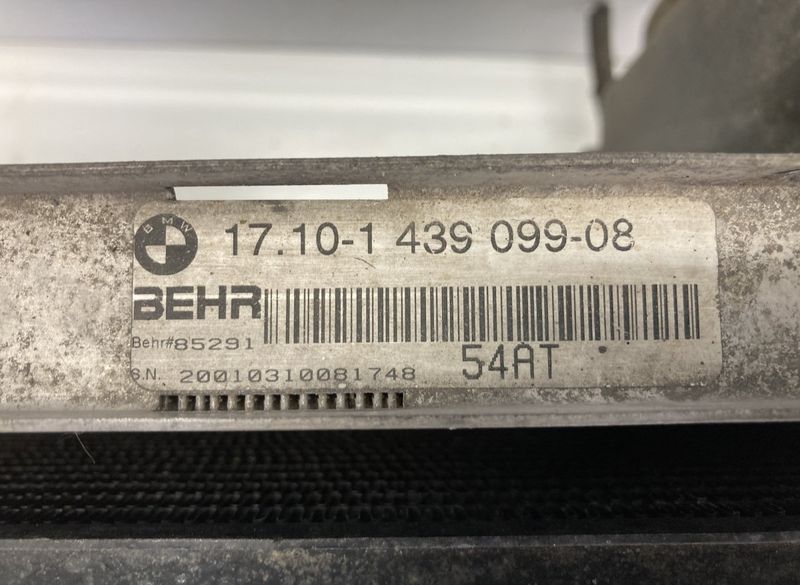 BMW
17.10-1 439 099-08
BEHR
Behr#85291
54AT
S.N. 20010310081748